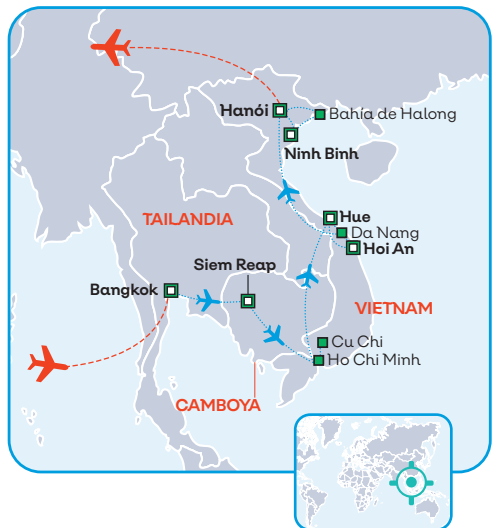 Hanói
Bahía de Halong
Ninh Binh
TAILANDIA
Hue
Da Nang
Hoi An
Siem Reap
Bangkok
VIETNAM
Cu Chi
Ho Chi Minh
CAMBOYA